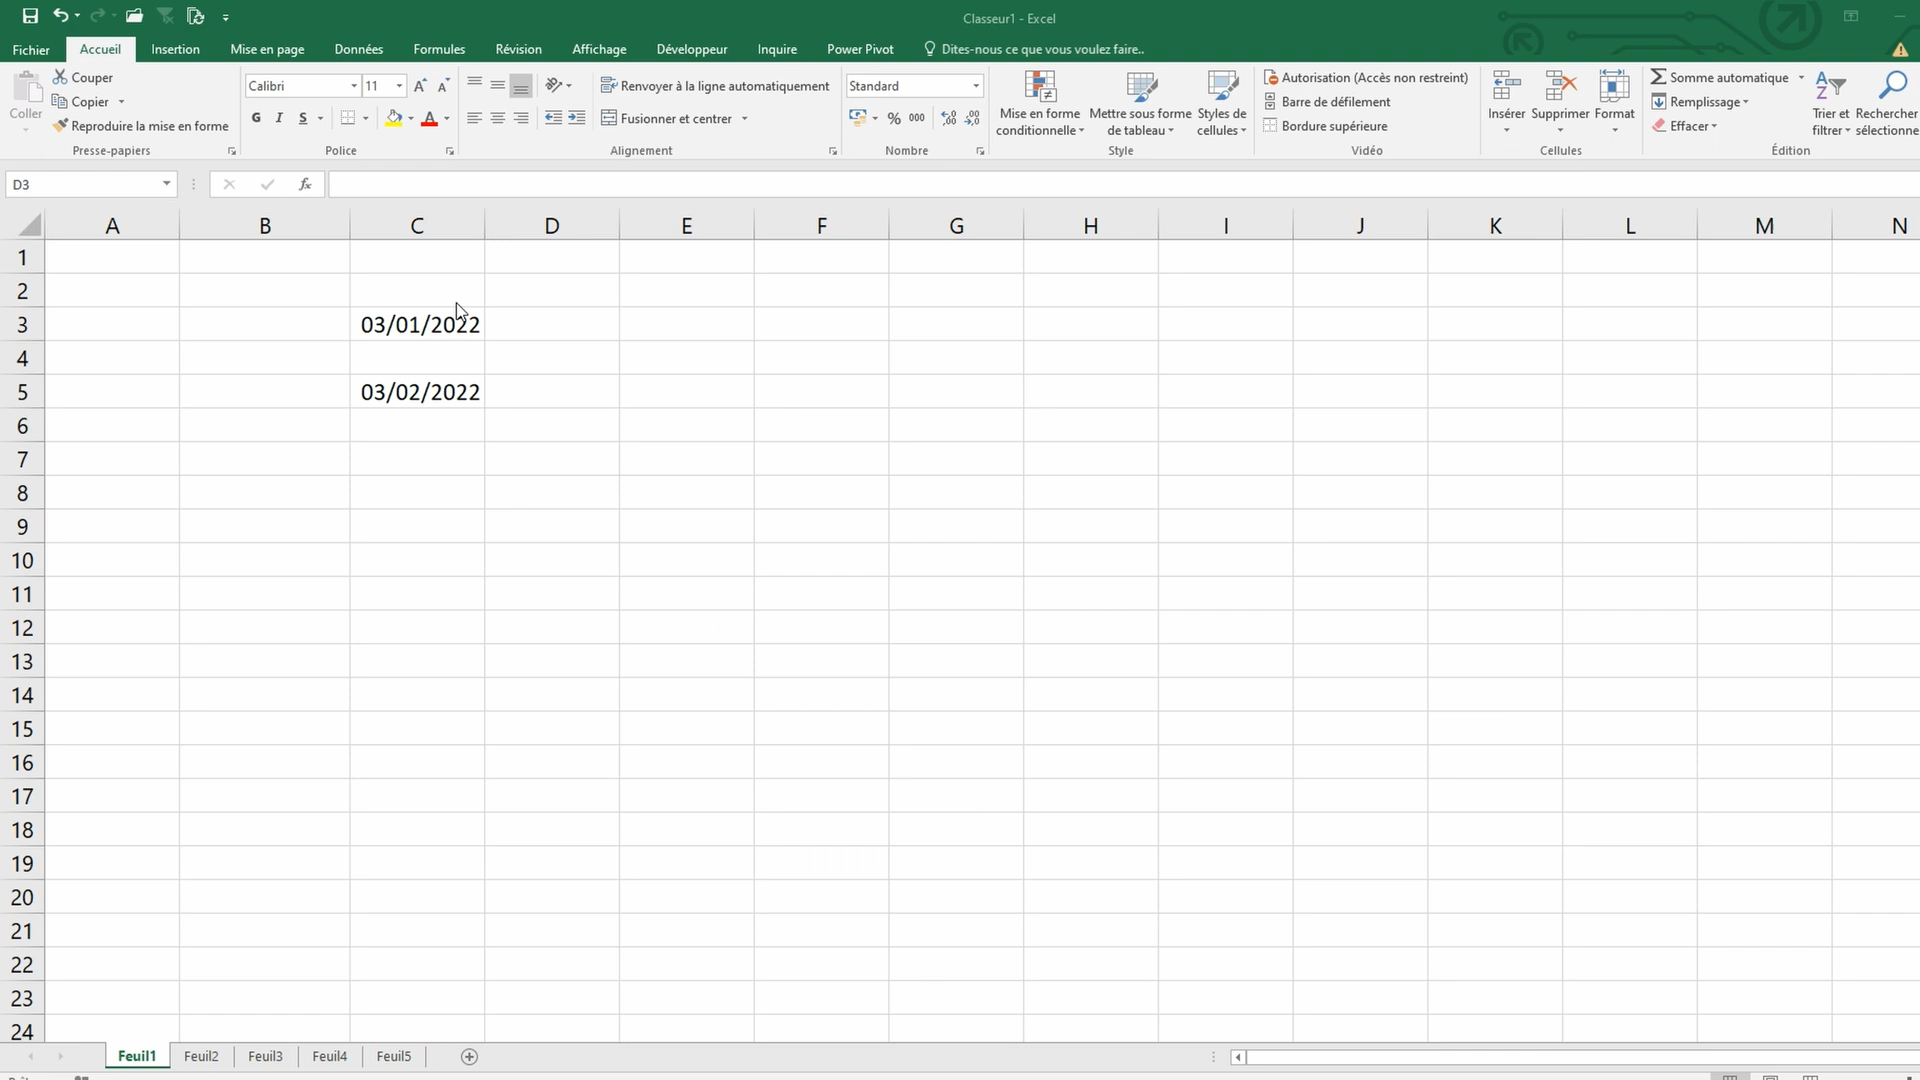 Classeur1 - Excel
Fichier Accueil Insertion Mise en page Données Formules Révision Affichage Développeur Inquire Power Pivot Dites-nous ce que vous voulez faire..
Coller
Couper
Copier
Reproduire la mise en forme
Presse-papiers
Calibri 11
G I S
Police
Renvoyer à la ligne automatiquement
Fusionner et centrer
Alignement
Standard
% 000
Nombre
Mise en forme conditionnelle
Mettre sous forme de tableau
Styles de cellules
Style
Autorisation (Accès non restreint)
Barre de défilement
Bordure supérieure
Vidéo
Insérer Supprimer Format
Cellules
Somme automatique
Remplissage
Effacer
Trier et filtrer
Rechercher
sélectionne
Édition
D3 fx
A B C D E F G H I J K L M N
1
2
3 03/01/2022
4
5 03/02/2022
6
7
8
9
10
11
12
13
14
15
16
17
18
19
20
21
22
23
24
Feuil1 Feuil2 Feuil3 Feuil4 Feuil5